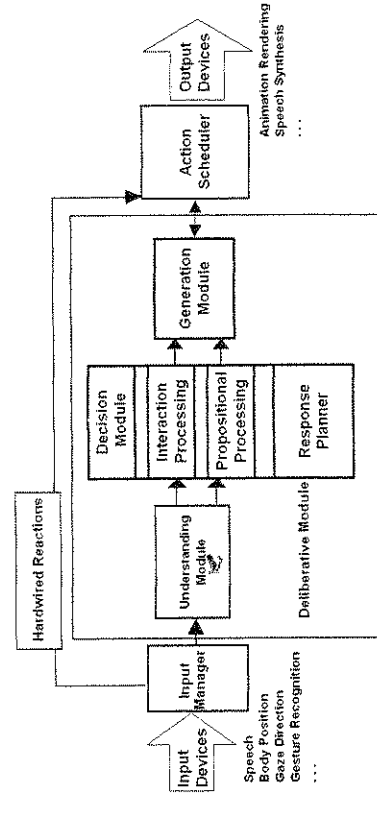 Hardwired Reactions
Input
Devices
Speech
Body Position
Gaze Direction
Gesture Recognition
. . .
Input
Manager
Understanding
Module
Deliberative Module
Decision
Module
Interaction
Processing
Propositional
Processing
Response
Planner
Generation
Module
Action
Scheduler
Output
Devices
Animation Rendering
Speech Synthesis
. . .